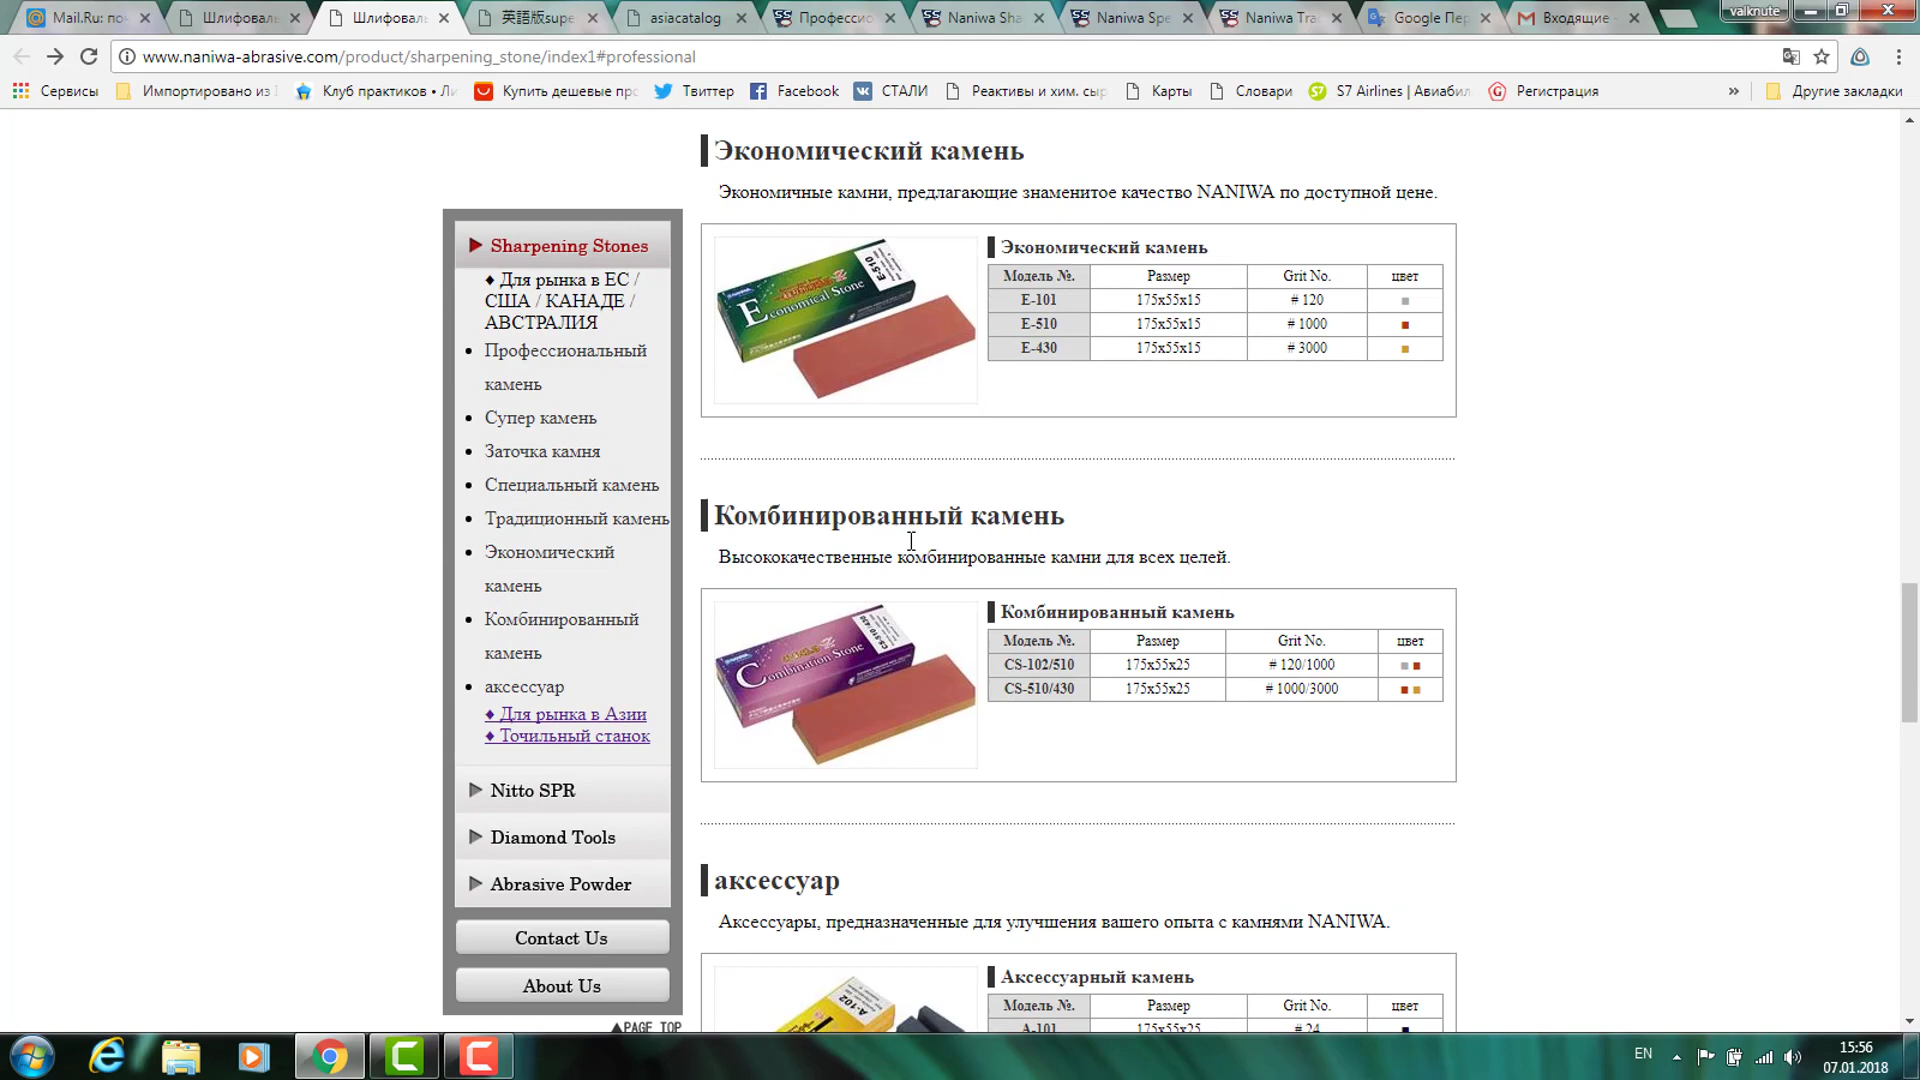 Mail.Ru: по
Шлифоваль
Шлифоваль
英語版supe
asiacatalog
Профессио
Naniwa Sha
Naniwa Spe
Naniwa Tra
Google Пер
Входящие -
valknute
www.naniwa-abrasive.com/product/sharpening_stone/index1#professional
Сервисы
Импортировано из
Клуб практиков • Ли
Купить дешевые пр
Твиттер
Facebook
СТАЛИ
Реактивы и хим. сыр
Карты
Словари
S7 Airlines | Авиабил
Регистрация
»
Другие закладки
Sharpening Stones
♦ Для рынка в ЕС /
США / КАНАДЕ /
АВСТРАЛИЯ
• Профессиональный
камень
• Супер камень
• Заточка камня
• Специальный камень
• Традиционный камень
• Экономический
камень
• Комбинированный
камень
• аксессуар
♦ Для рынка в Азии
♦ Точильный станок
Nitto SPR
Diamond Tools
Abrasive Powder
Contact Us
About Us
▲PAGE TOP
Экономический камень
Экономичные камни, предлагающие знаменитое качество NANIWA по доступной цене.
E-510
Economical Stone
Экономический камень
Модель №. Размер Grit No. цвет
E-101 175x55x15 # 120
E-510 175x55x15 # 1000
E-430 175x55x15 # 3000
Комбинированный камень
Высококачественные комбинированные камни для всех целей.
CS-510/430
Combination Stone
Комбинированный камень
Модель №. Размер Grit No. цвет
CS-102/510 175x55x25 # 120/1000
CS-510/430 175x55x25 # 1000/3000
аксессуар
Аксессуары, предназначенные для улучшения вашего опыта с камнями NANIWA.
A-102
Аксессуарный камень
Модель №. Размер Grit No. цвет
A-101 175x55x25 # 24
EN
15:56
07.01.2018